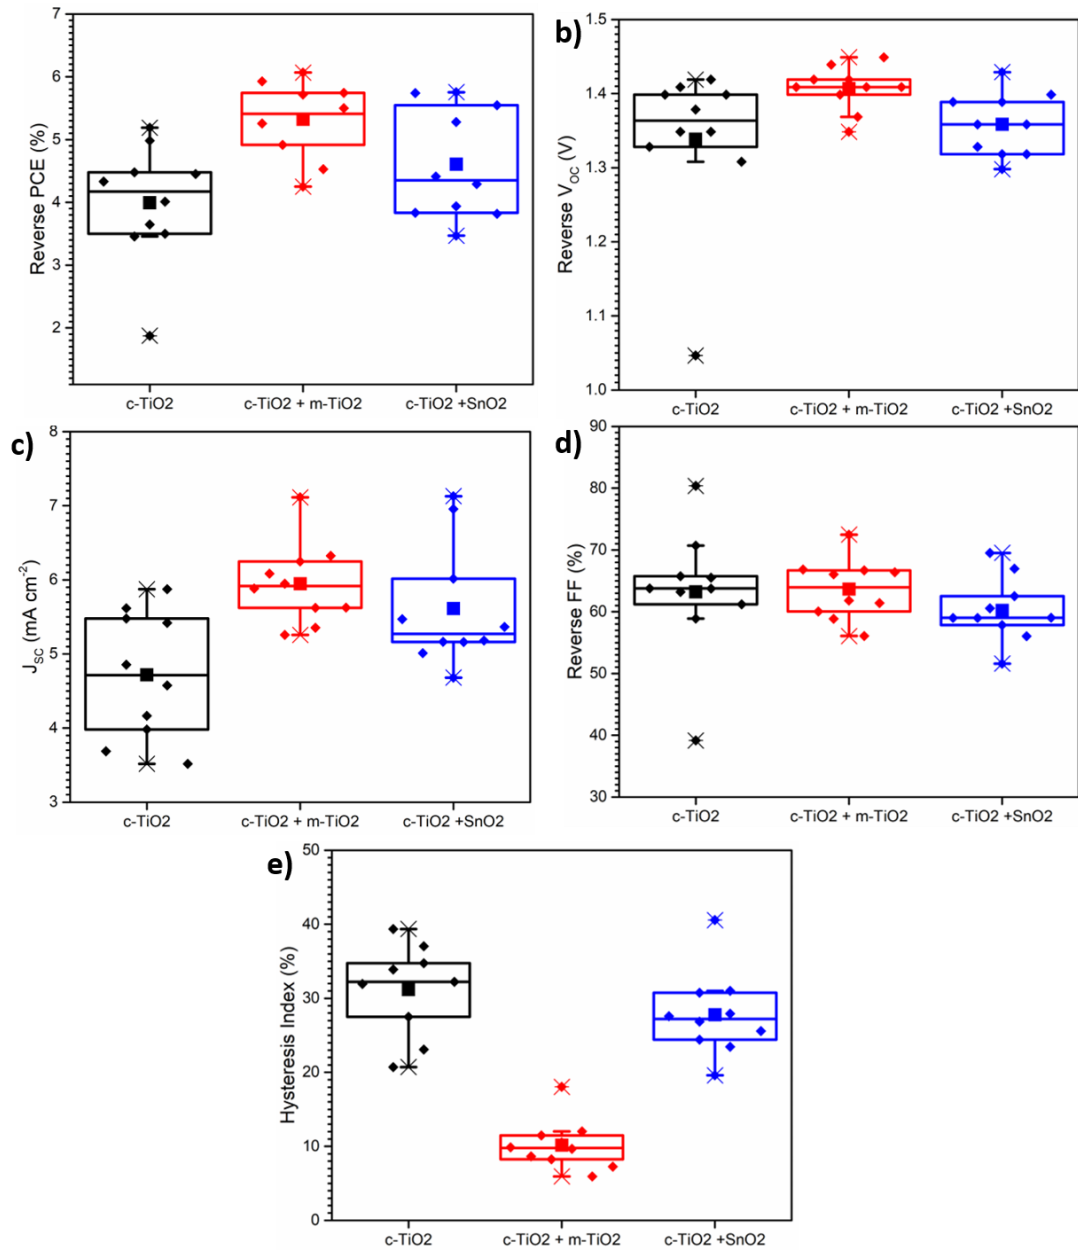 7
6
5
4
3
2
Reverse PCE (%)
c-TiO2
c-TiO2 + m-TiO2
c-TiO2 +SnO2
b)
1.5
1.4
1.3
1.2
1.1
1.0
Reverse VOC (V)
c-TiO2
c-TiO2 + m-TiO2
c-TiO2 +SnO2
c)
8
7
6
5
4
3
JSC (mA cm-2)
c-TiO2
c-TiO2 + m-TiO2
c-TiO2 +SnO2
d)
90
80
70
60
50
40
30
Reverse FF (%)
c-TiO2
c-TiO2 + m-TiO2
c-TiO2 +SnO2
e)
50
40
30
20
10
0
Hysteresis Index (%)
c-TiO2
c-TiO2 + m-TiO2
c-TiO2 +SnO2